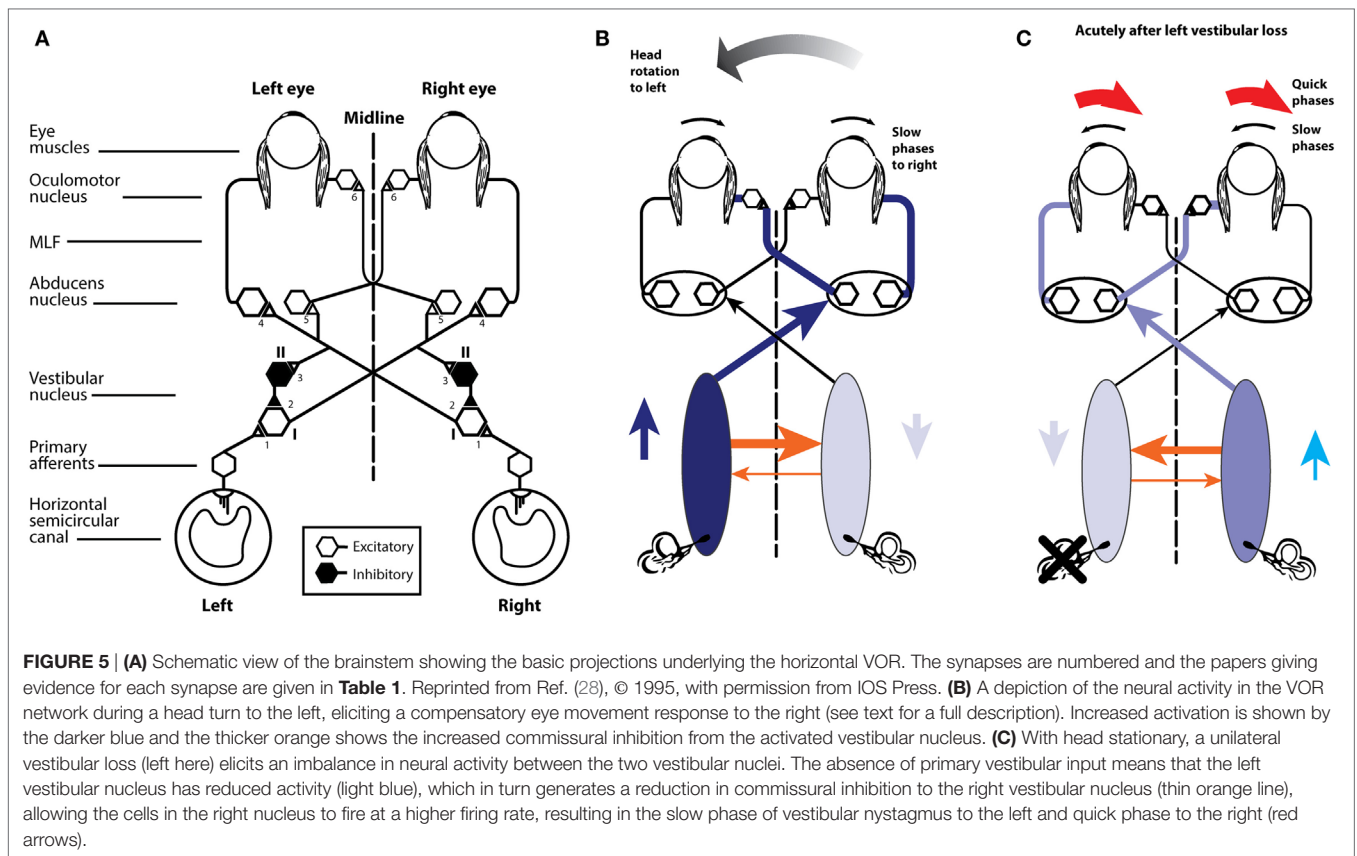 A
Left eye
Right eye
Midline
Eye
muscles
Oculomotor
nucleus
MLF
Abducens
nucleus
Vestibular
nucleus
Primary
afferents
Horizontal
semicircular
canal
6
6
4
5
5
4
II
II
3
3
2
2
I
I
1
1
Excitatory
Inhibitory
Left
Right
B
Head
rotation
to left
Slow
phases
to right
C
Acutely after left vestibular loss
Quick
phases
Slow
phases
FIGURE 5 | (A) Schematic view of the brainstem showing the basic projections underlying the horizontal VOR. The synapses are numbered and the papers giving
evidence for each synapse are given in Table 1. Reprinted from Ref. (28), © 1995, with permission from IOS Press. (B) A depiction of the neural activity in the VOR
network during a head turn to the left, eliciting a compensatory eye movement response to the right (see text for a full description). Increased activation is shown by
the darker blue and the thicker orange shows the increased commissural inhibition from the activated vestibular nucleus. (C) With head stationary, a unilateral
vestibular loss (left here) elicits an imbalance in neural activity between the two vestibular nuclei. The absence of primary vestibular input means that the left
vestibular nucleus has reduced activity (light blue), which in turn generates a reduction in commissural inhibition to the right vestibular nucleus (thin orange line),
allowing the cells in the right nucleus to fire at a higher firing rate, resulting in the slow phase of vestibular nystagmus to the left and quick phase to the right (red
arrows).